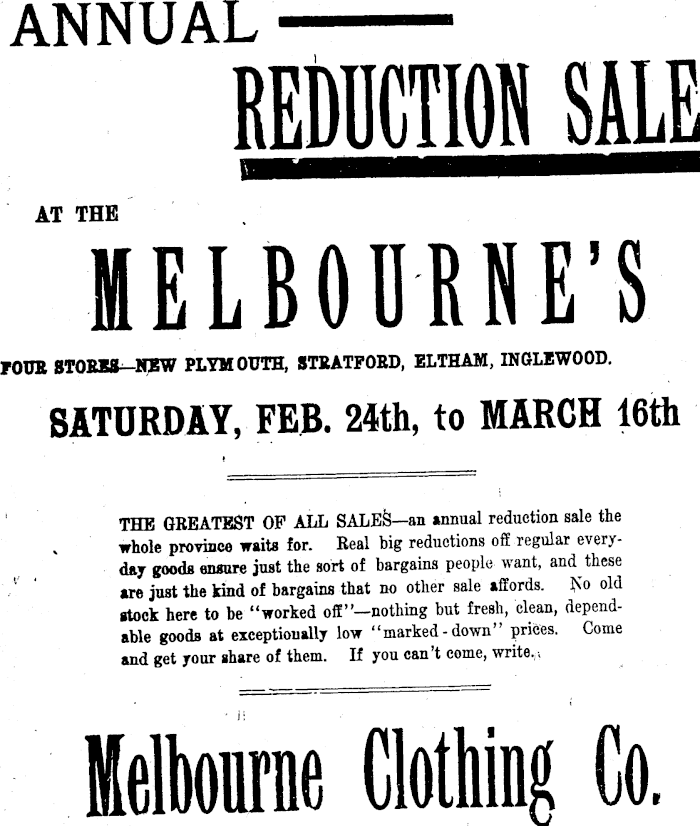 ANNUAL
REDUCTION SALE
AT THE
MELBOURNE'S
FOUR STORES—NEW PLYMOUTH, STRATFORD, ELTHAM, INGLEWOOD.
SATURDAY, FEB. 24th, to MARCH 16th
THE GREATEST OF ALL SALES—an annual reduction sale the
whole province waits for. Real big reductions off regular every-
day goods ensure just the sort of bargains people want, and these
are just the kind of bargains that no other sale affords. No old
stock here to be "worked off"—nothing but fresh, clean, depend-
able goods at exceptionally low "marked-down" prices. Come
and get your share of them. If you can't come, write.
Melbourne Clothing Co.